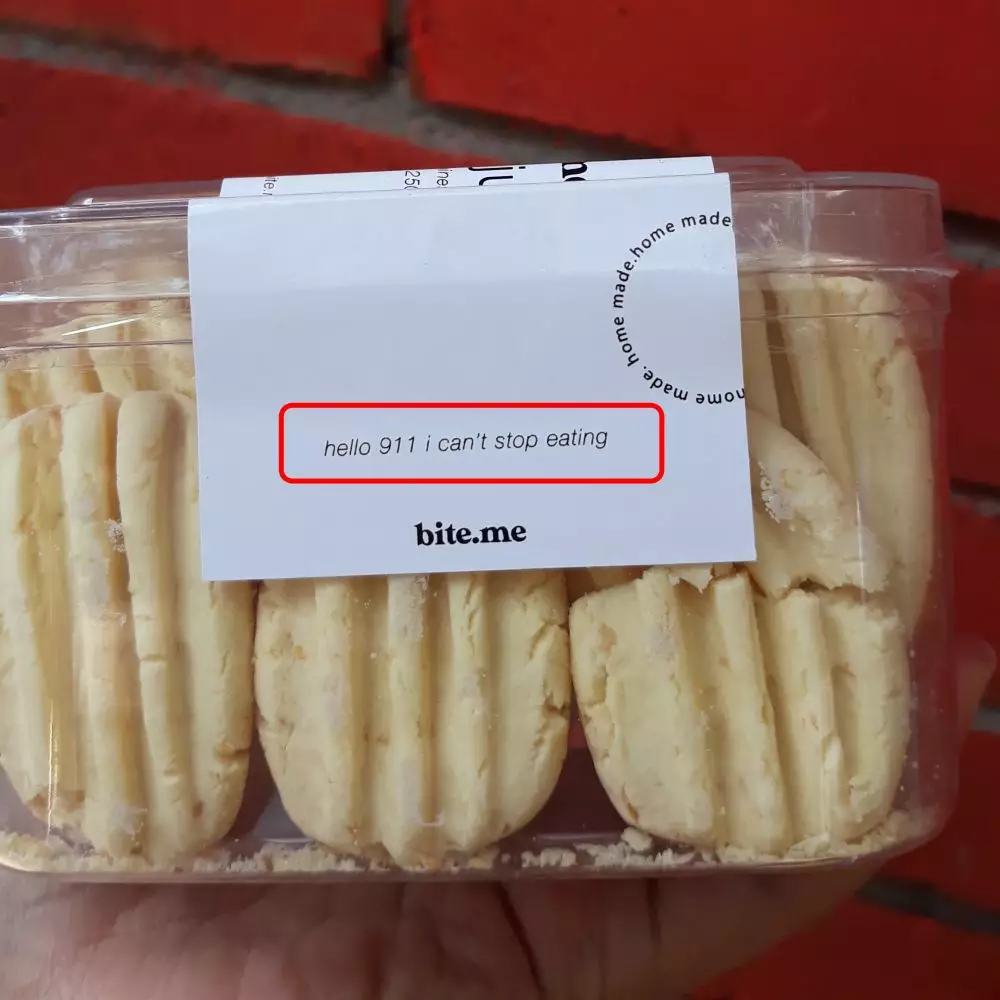 home made. home made. home made
hello 911 i can't stop eating
bite.me